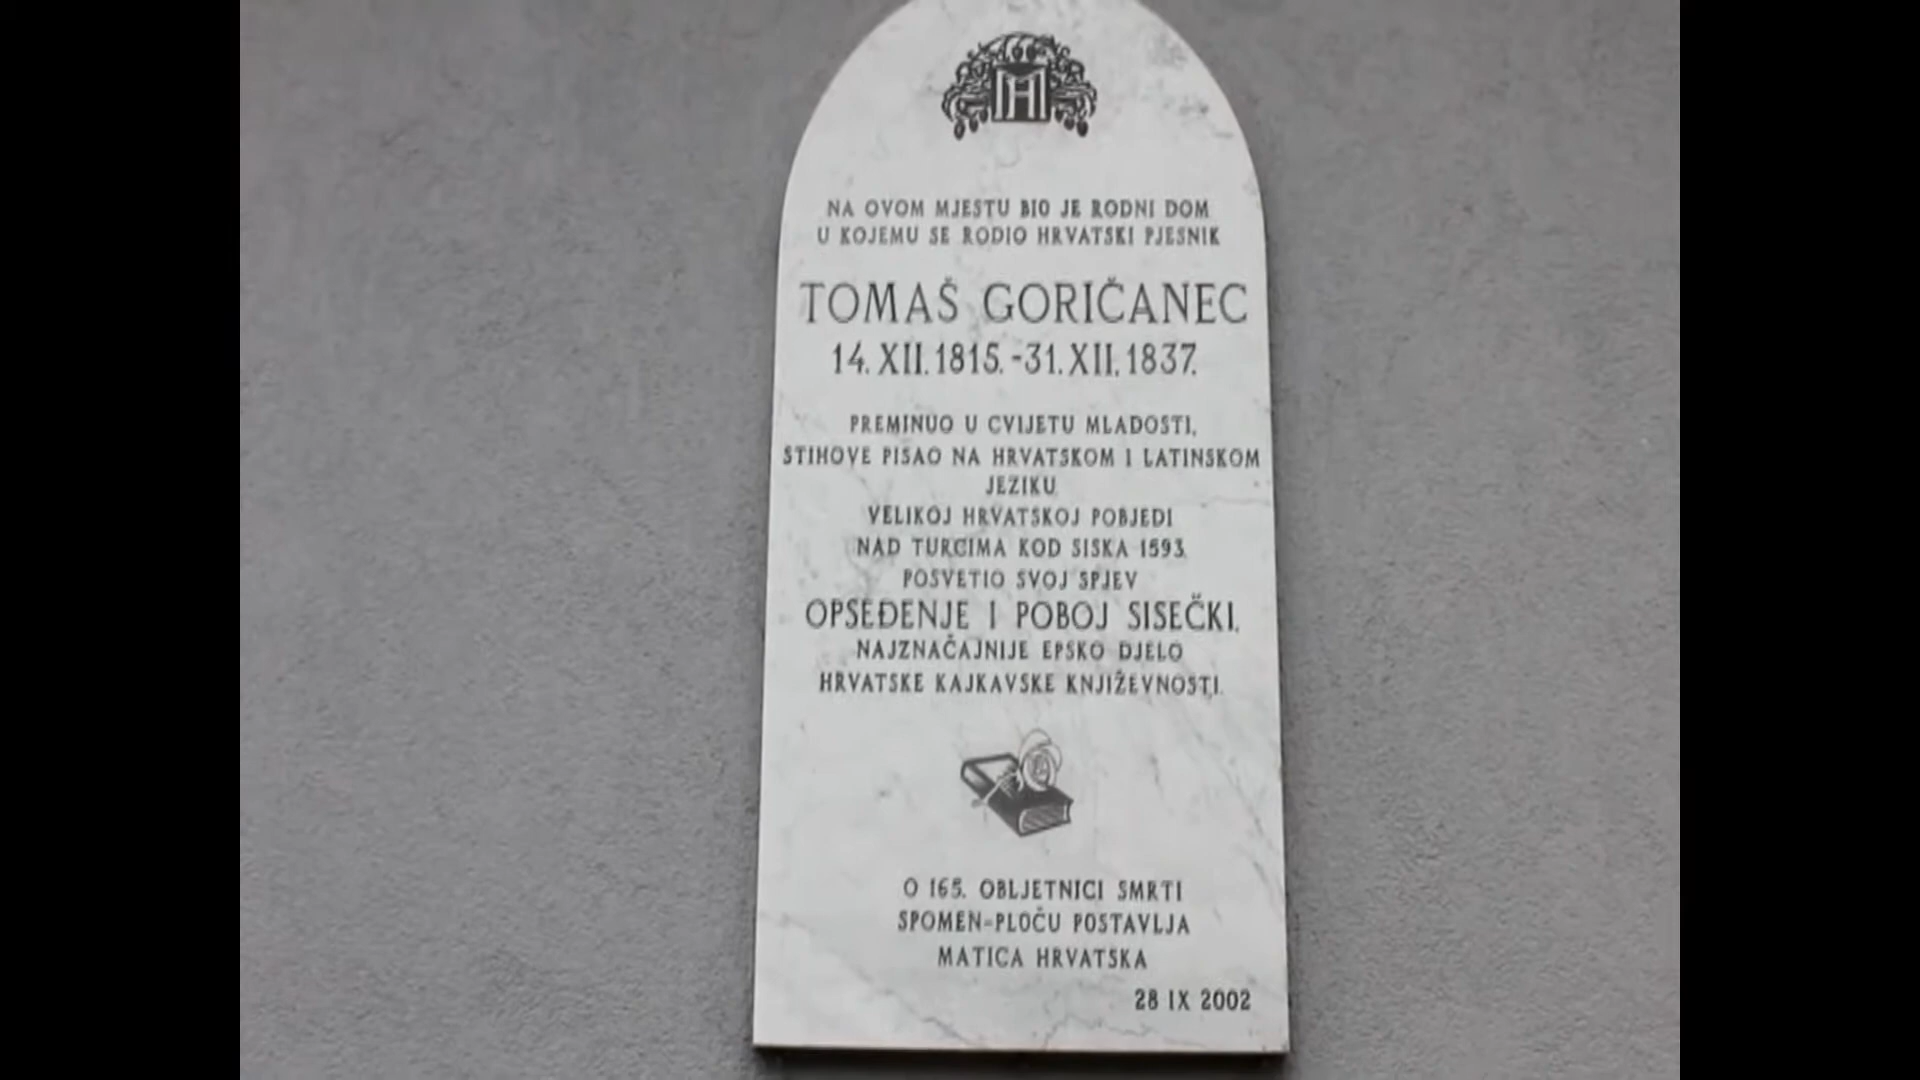 MH
NA OVOM MJESTU BIO JE RODNI DOM
U KOJEMU SE RODIO HRVATSKI PJESNIK
TOMAŠ GORIČANEC
14. XII. 1815. -31. XII. 1837.
PREMINUO U CVIJETU MLADOSTI,
STIHOVE PISAO NA HRVATSKOM I LATINSKOM
JEZIKU.
VELIKOJ HRVATSKOJ POBJEDI
NAD TURCIMA KOD SISKA 1593.
POSVETIO SVOJ SPJEV
OPSEĐENJE I POBOJ SISEČKI,
NAJZNAČAJNIJE EPSKO DJELO
HRVATSKE KAJKAVSKE KNJIŽEVNOSTI.
O 165. OBLJETNICI SMRTI
SPOMEN-PLOČU POSTAVLJA
MATICA HRVATSKA
28 IX 2002